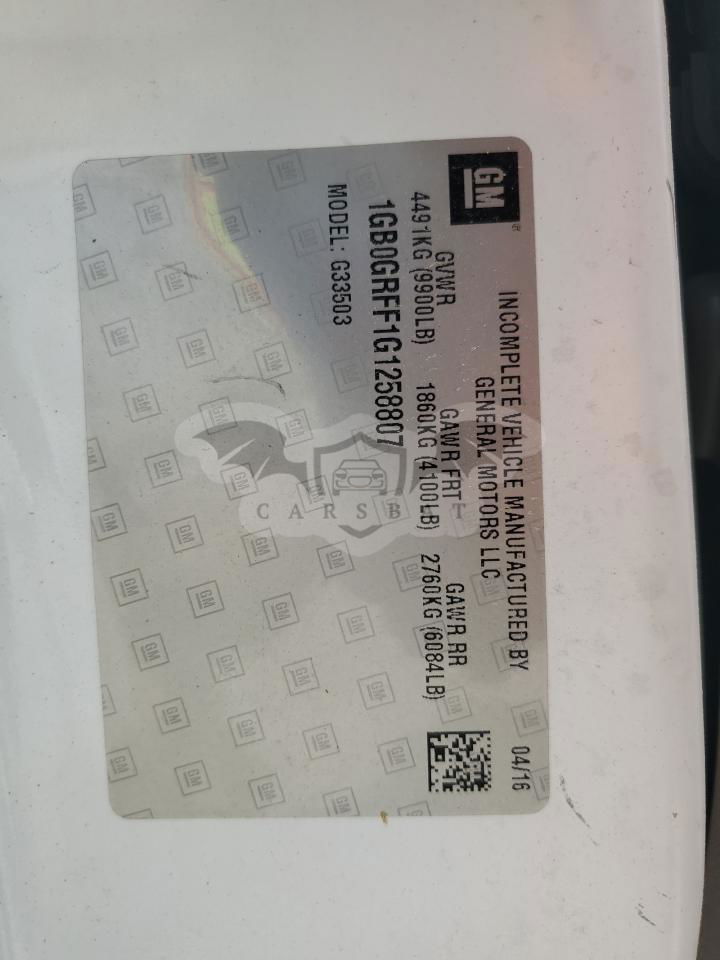 GM®
INCOMPLETE VEHICLE MANUFACTURED BY 04/16
GENERAL MOTORS LLC
GVWR GAWR FRT GAWR RR
4491KG (9900LB) 1860KG (4100LB) 2760KG (6084LB)
1GB0GRFF1G1258807
MODEL: G33503